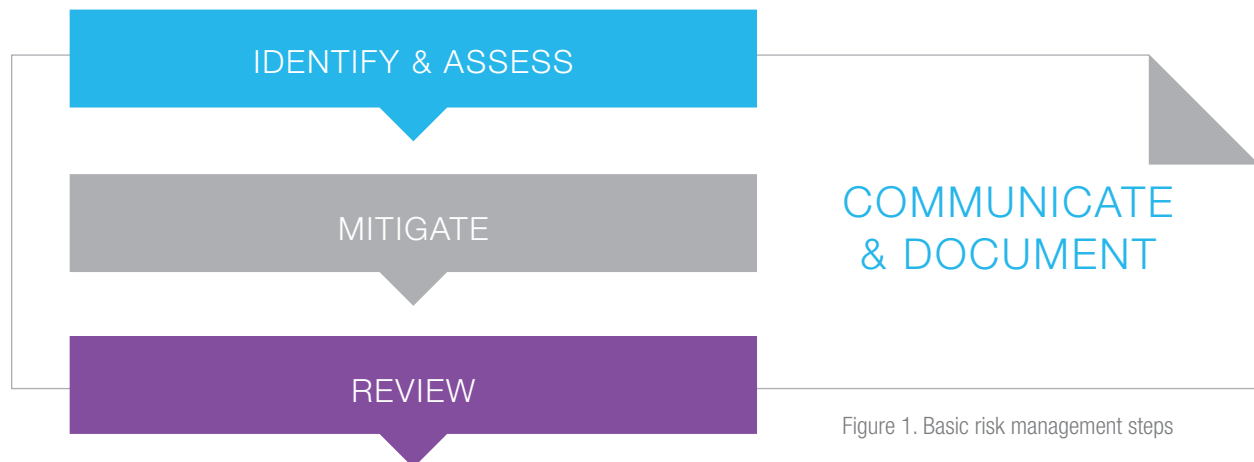 IDENTIFY & ASSESS
MITIGATE
COMMUNICATE
& DOCUMENT
REVIEW
Figure 1. Basic risk management steps